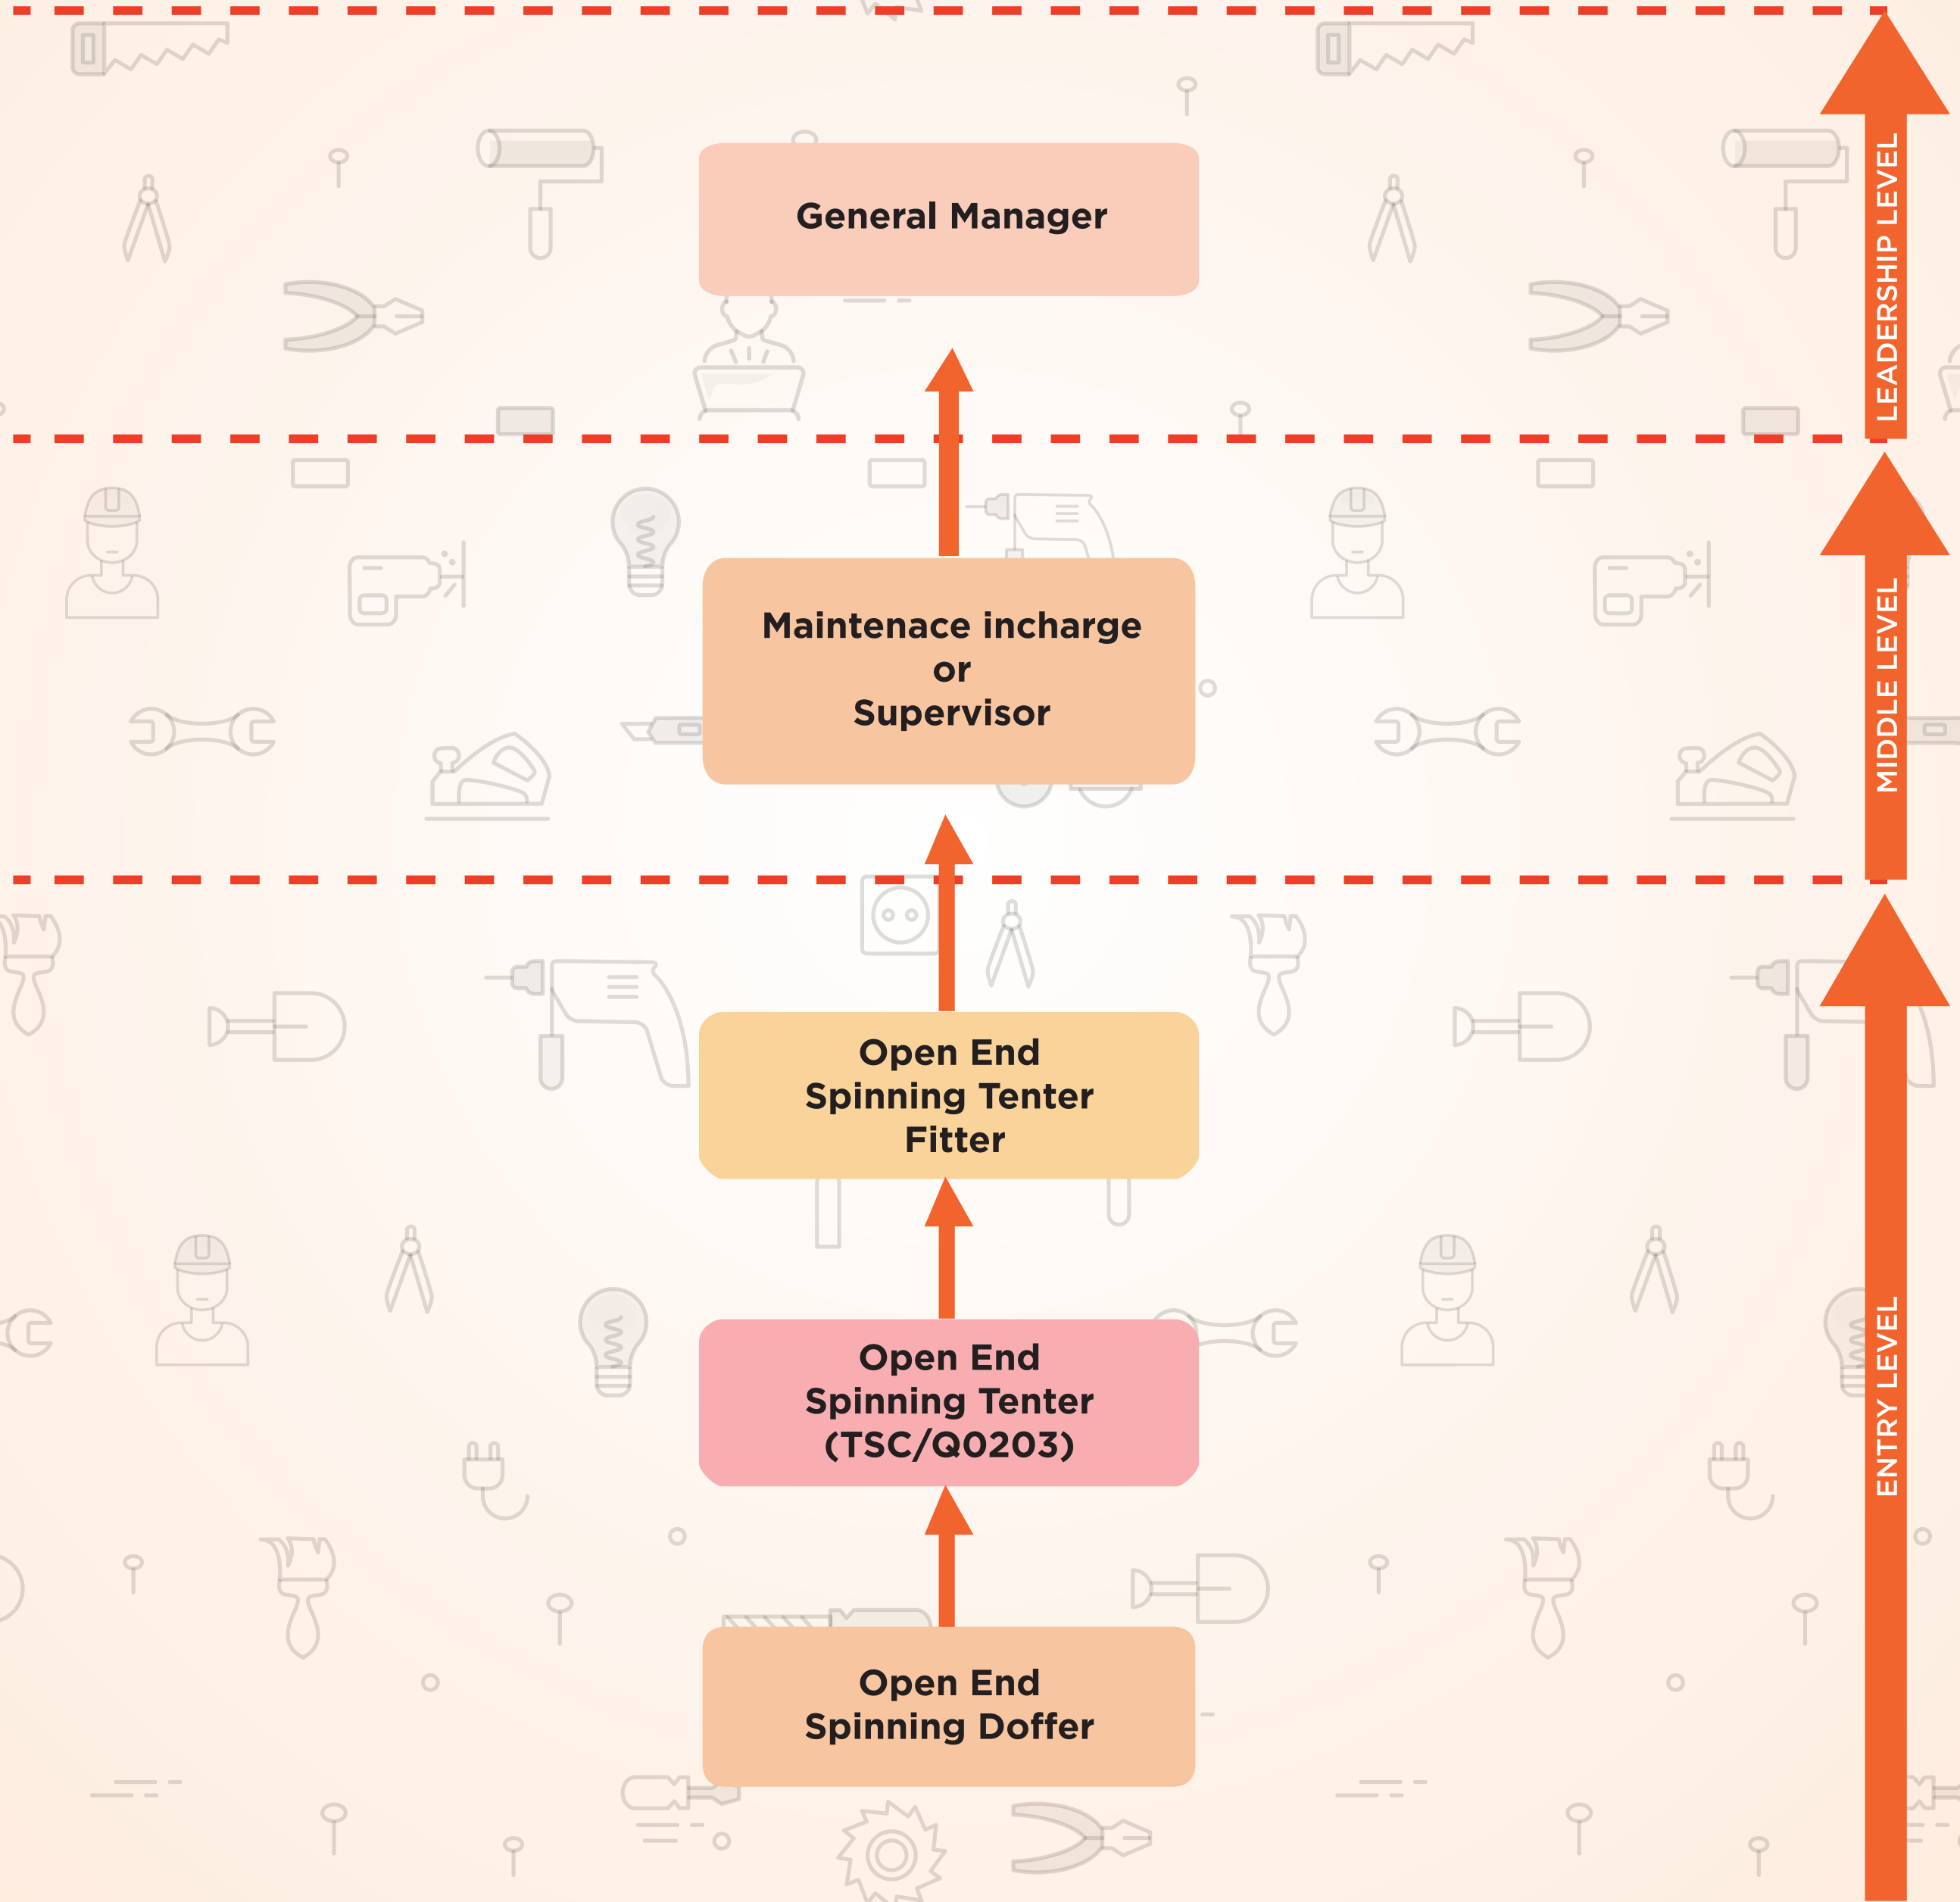 General Manager
LEADERSHIP LEVEL
Maintenace incharge
or
Supervisor
MIDDLE LEVEL
Open End
Spinning Tenter
Fitter
Open End
Spinning Tenter
(TSC/Q0203)
ENTRY LEVEL
Open End
Spinning Doffer